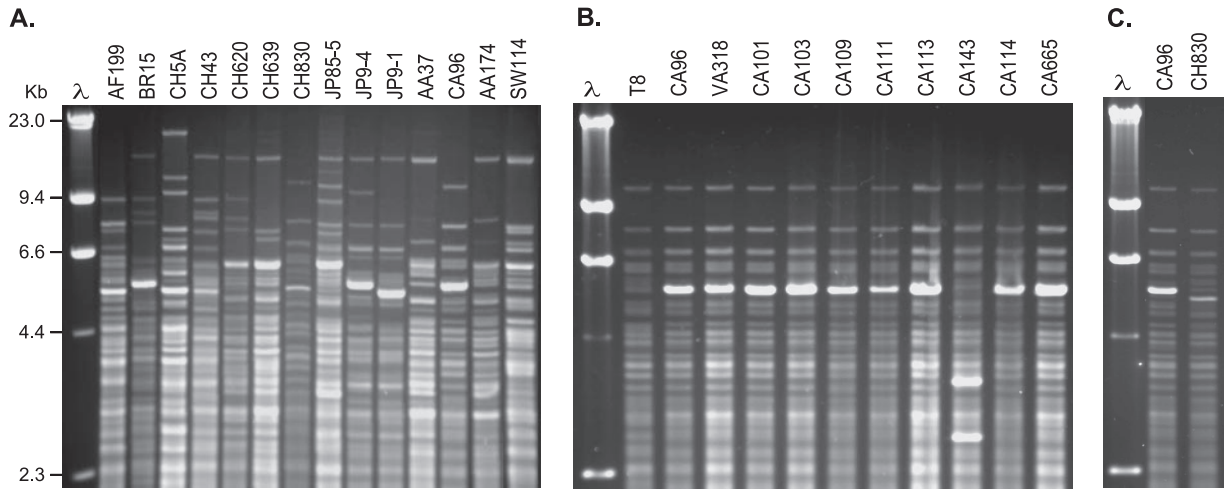 A.
B.
C.
Kb
λ
AF199
BR15
CH5A
CH43
CH620
CH639
CH830
JP85-5
JP9-4
JP9-1
AA37
CA96
AA174
SW114
23.0
9.4
6.6
4.4
2.3
λ
T8
CA96
VA318
CA101
CA103
CA109
CA111
CA113
CA143
CA114
CA665
λ
CA96
CH830